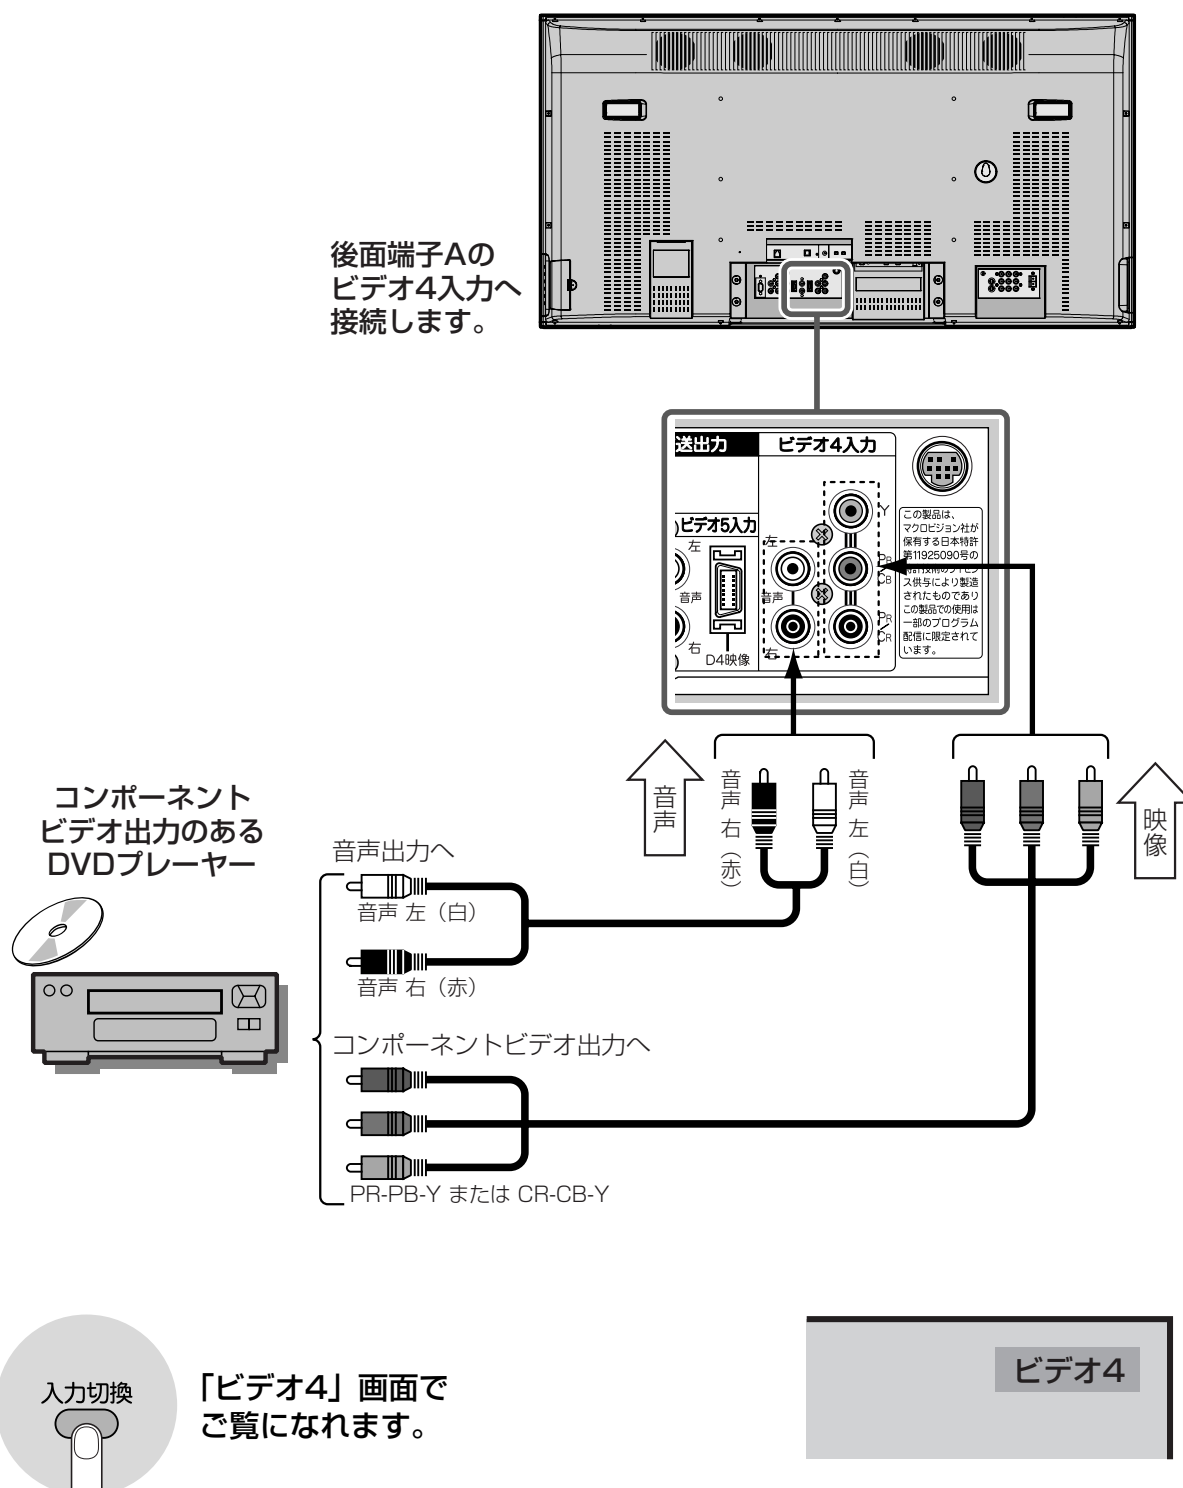 後面端子Aの
ビデオ4入力へ
接続します。
送出力
ビデオ4入力
ビデオ5入力
左
音声
右
D4映像
左
音声
右
Y
PB
CB
PR
CR
この製品は、
マクロビジョン社が
保有する日本特許
第11925090号の
特許技術のライセン
ス供与により製造
されたものであり
この製品での使用は
一部のプログラム
配信に限定されて
います。
音声
音声 右（赤）
音声 左（白）
映像
コンポーネント
ビデオ出力のある
DVDプレーヤー
音声出力へ
音声 左（白）
音声 右（赤）
コンポーネントビデオ出力へ
PR-PB-Y または CR-CB-Y
入力切換
「ビデオ4」画面で
ご覧になれます。
ビデオ4